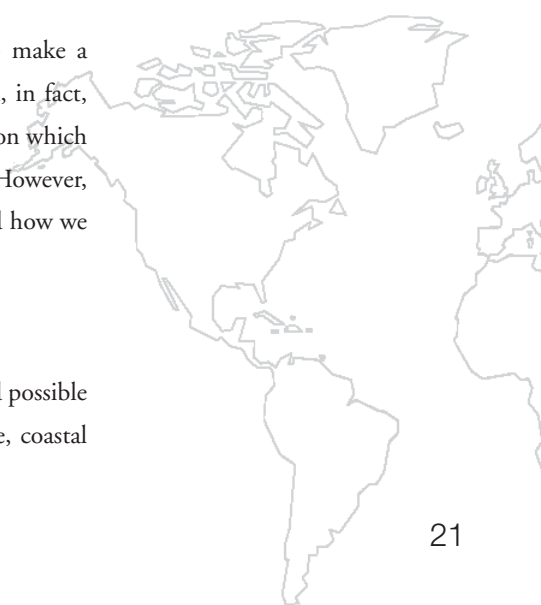 make a
, in fact,
on which
However,
how we
possible
e, coastal
21